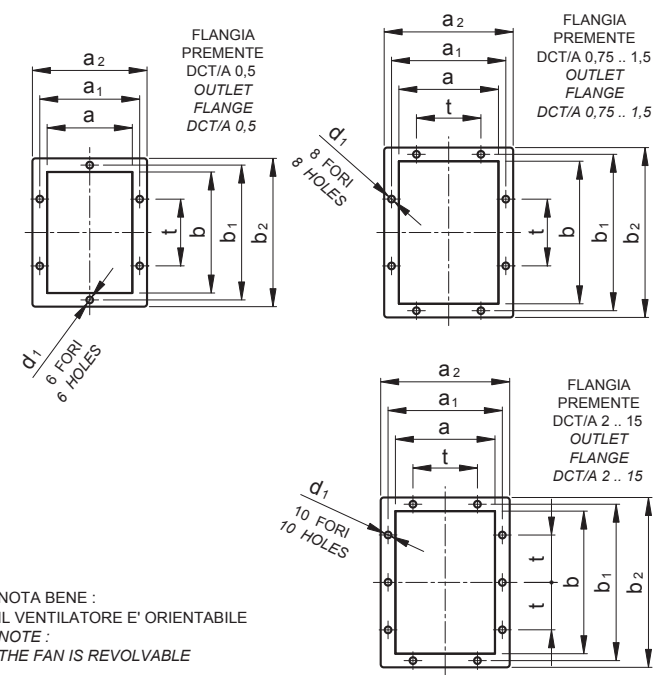 FLANGIA
PREMENTE
DCT/A 0,5
OUTLET
FLANGE
DCT/A 0,5
a2
a1
a
t
b
b1
b2
d1
6 FORI
6 HOLES
FLANGIA
PREMENTE
DCT/A 0,75 .. 1,5
OUTLET
FLANGE
DCT/A 0,75 .. 1,5
a2
a1
a
t
d1
8 FORI
8 HOLES
t
b
b1
b2
FLANGIA
PREMENTE
DCT/A 2 .. 15
OUTLET
FLANGE
DCT/A 2 .. 15
a2
a1
a
t
d1
10 FORI
10 HOLES
t
t
b
b1
b2
NOTA BENE :
IL VENTILATORE E' ORIENTABILE
NOTE :
THE FAN IS REVOLVABLE